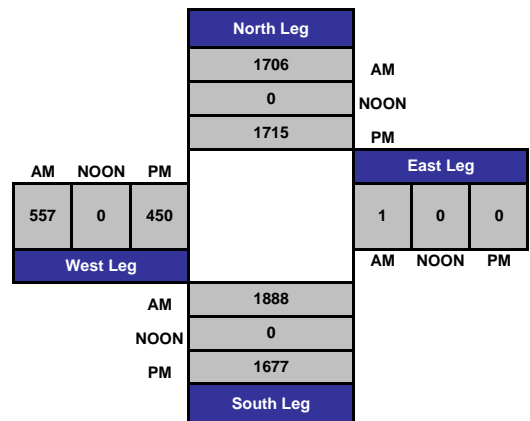 North Leg
1706 AM
0 NOON
1715 PM
AM NOON PM
East Leg
557 0 450
1 0 0
West Leg
AM NOON PM
AM 1888
NOON 0
PM 1677
South Leg